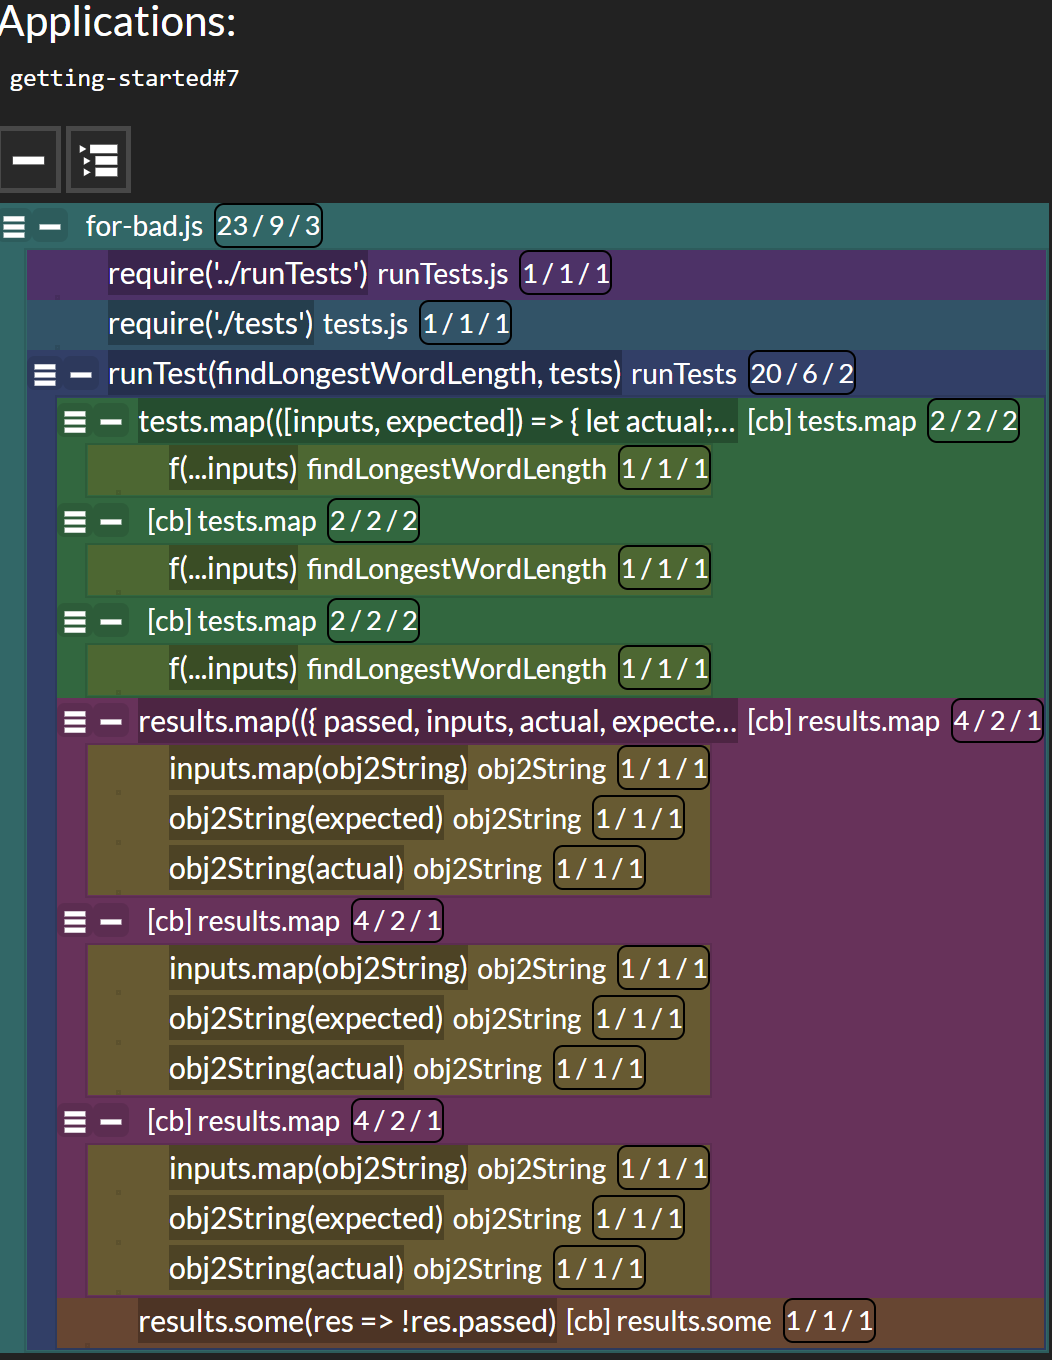 Applications:
getting-started#7
for-bad.js 23 / 9 / 3
require('../runTests') runTests.js 1 / 1 / 1
require('./tests') tests.js 1 / 1 / 1
runTest(findLongestWordLength, tests) runTests 20 / 6 / 2
tests.map(([inputs, expected]) => { let actual;... [cb] tests.map 2 / 2 / 2
f(...inputs) findLongestWordLength 1 / 1 / 1
[cb] tests.map 2 / 2 / 2
f(...inputs) findLongestWordLength 1 / 1 / 1
[cb] tests.map 2 / 2 / 2
f(...inputs) findLongestWordLength 1 / 1 / 1
results.map(({ passed, inputs, actual, expecte... [cb] results.map 4 / 2 / 1
inputs.map(obj2String) obj2String 1 / 1 / 1
obj2String(expected) obj2String 1 / 1 / 1
obj2String(actual) obj2String 1 / 1 / 1
[cb] results.map 4 / 2 / 1
inputs.map(obj2String) obj2String 1 / 1 / 1
obj2String(expected) obj2String 1 / 1 / 1
obj2String(actual) obj2String 1 / 1 / 1
[cb] results.map 4 / 2 / 1
inputs.map(obj2String) obj2String 1 / 1 / 1
obj2String(expected) obj2String 1 / 1 / 1
obj2String(actual) obj2String 1 / 1 / 1
results.some(res => !res.passed) [cb] results.some 1 / 1 / 1